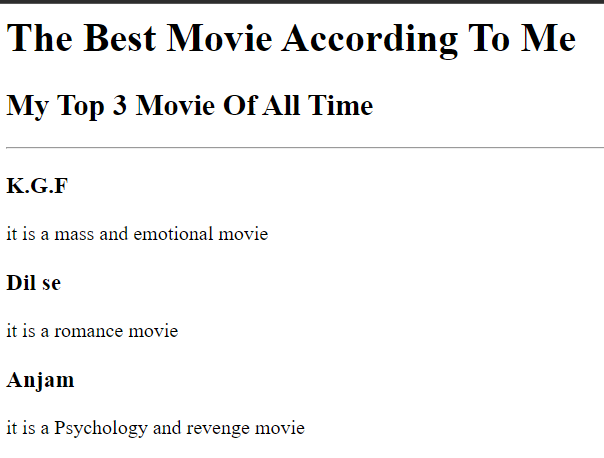 The Best Movie According To Me
My Top 3 Movie Of All Time
K.G.F
it is a mass and emotional movie
Dil se
it is a romance movie
Anjam
it is a Psychology and revenge movie